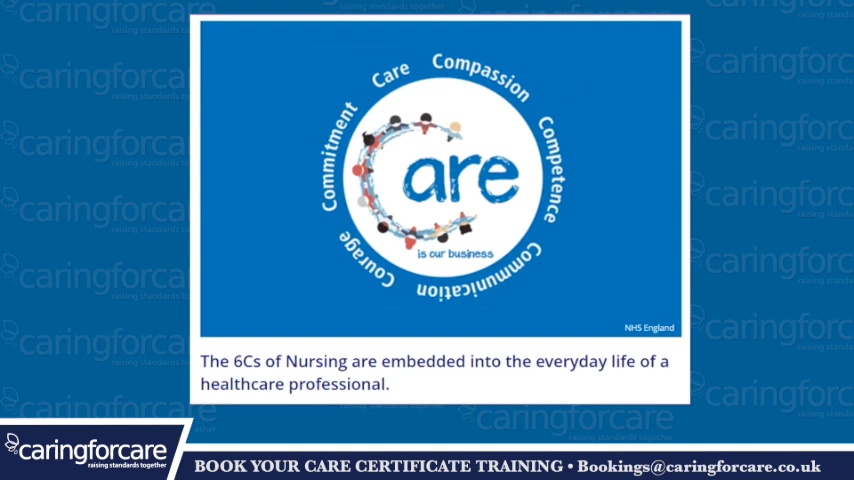 Care
Compassion
Competence
Communication
Courage
Commitment
Care
is our business
NHS England
The 6Cs of Nursing are embedded into the everyday life of a
healthcare professional.
caringforcare
raising standards together
BOOK YOUR CARE CERTIFICATE TRAINING • Bookings@caringforcare.co.uk